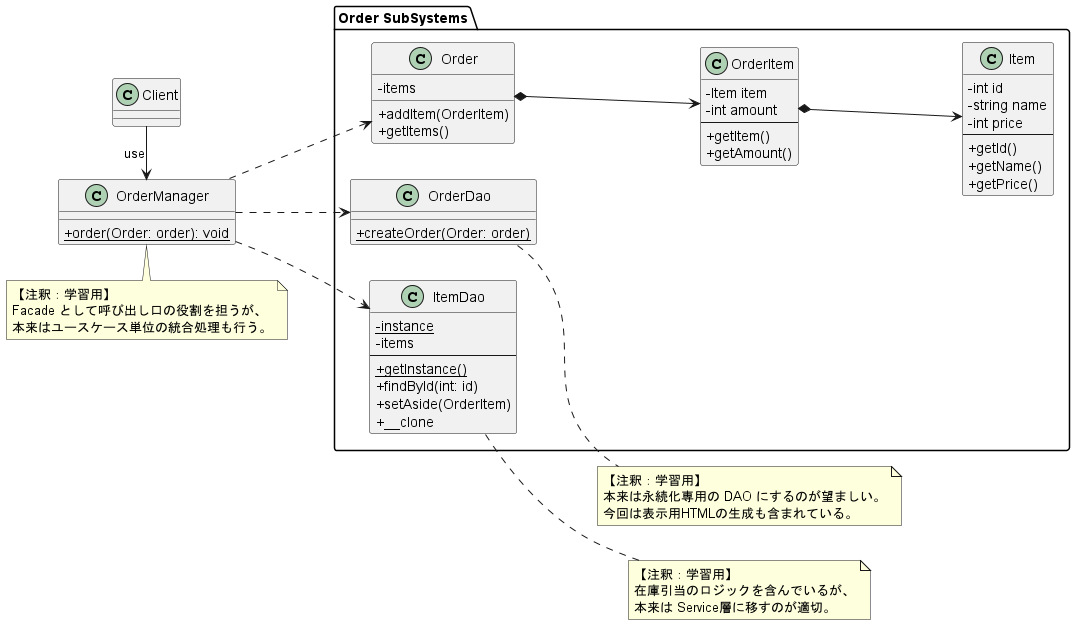 Order SubSystems
C Client
use
C OrderManager
+order(Order: order): void
【注釈：学習用】
Facade として呼び出し口の役割を担うが、
本来はユースケース単位の統合処理も行う。
C Order
-items
+addItem(OrderItem)
+getItems()
C OrderItem
-Item item
-int amount
+getItem()
+getAmount()
C Item
-int id
-string name
-int price
+getId()
+getName()
+getPrice()
C OrderDao
+createOrder(Order: order)
C ItemDao
-instance
-items
+getInstance()
+findById(int: id)
+setAside(OrderItem)
+__clone
【注釈：学習用】
本来は永続化専用の DAO にするのが望ましい。
今回は表示用HTMLの生成も含まれている。
【注釈：学習用】
在庫引当のロジックを含んでいるが、
本来は Service層に移すのが適切。